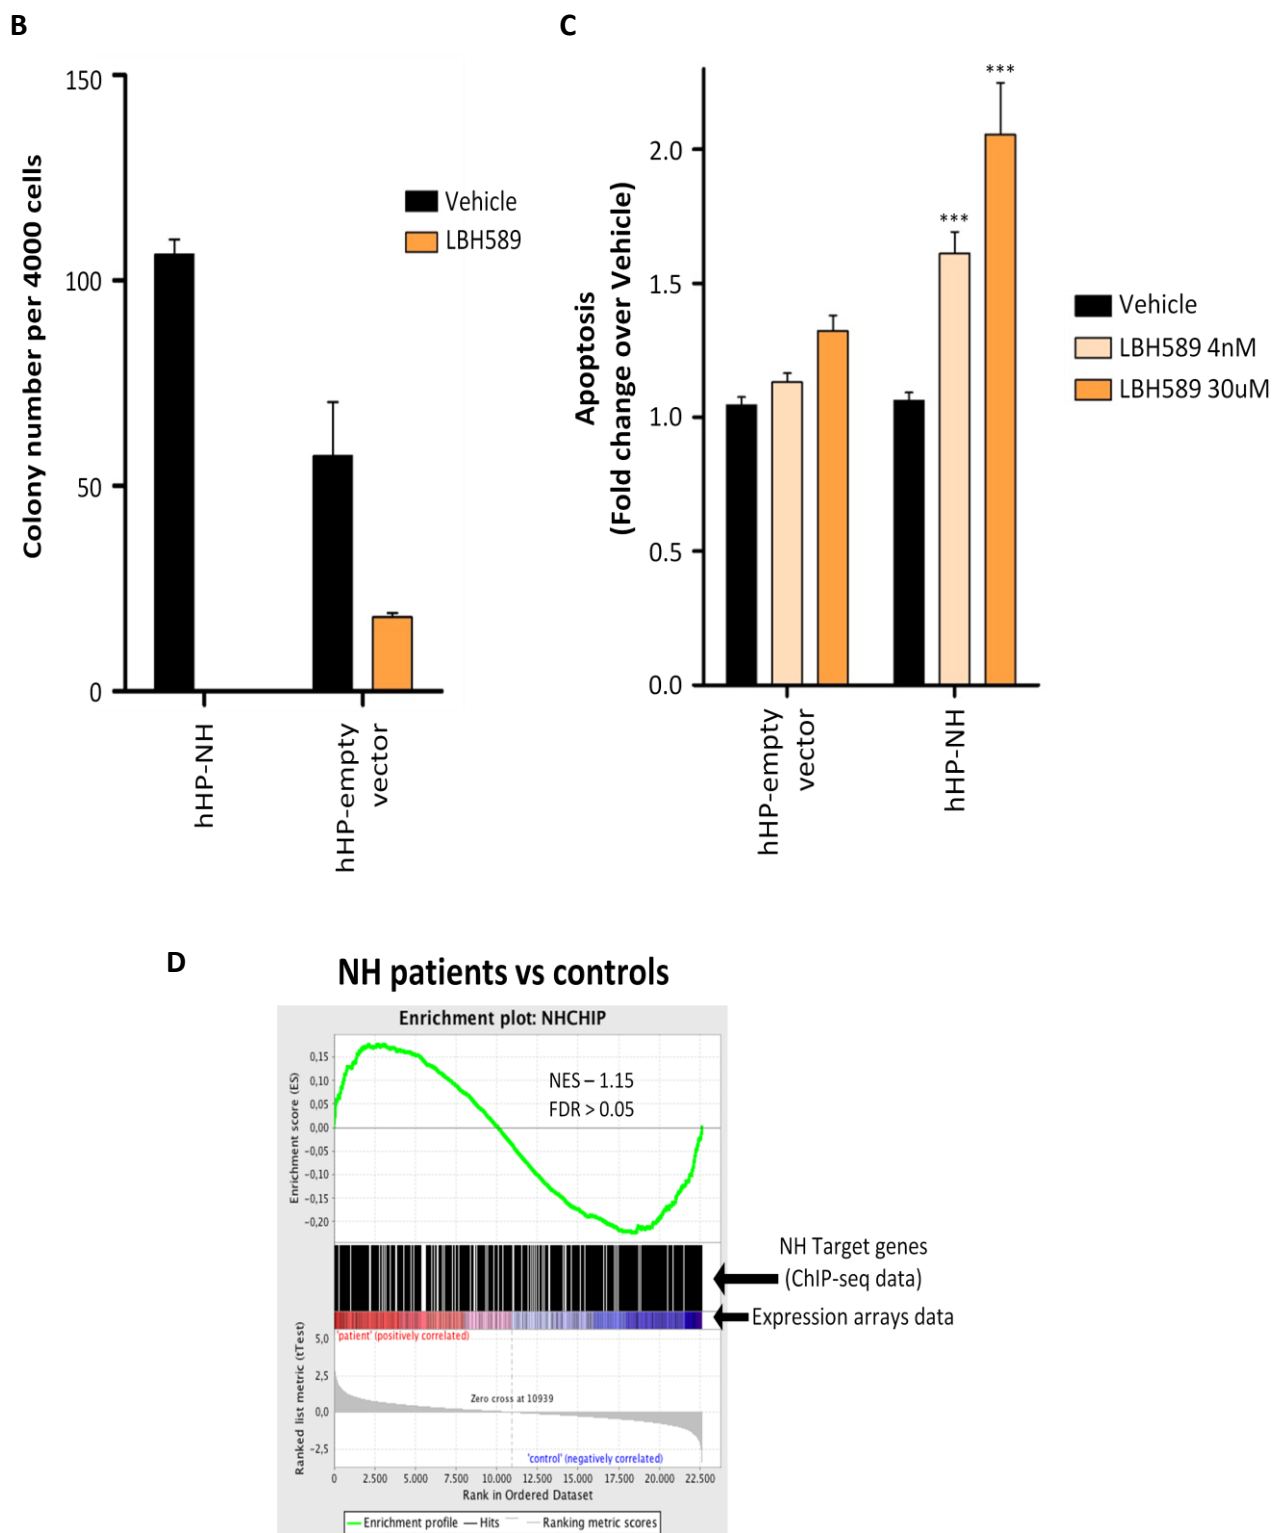 B
150
100
50
0
Colony number per 4000 cells
Vehicle
LBH589
hHP-NH
hHP-empty
vector
C
2.0
1.5
1.0
0.5
0.0
Apoptosis
(Fold change over Vehicle)
***
***
Vehicle
LBH589 4nM
LBH589 30uM
hHP-empty
vector
hHP-NH
D
NH patients vs controls
Enrichment plot: NHCHIP
Enrichment score (ES)
0,15
0,10
0,05
0,00
-0,05
-0,10
-0,15
-0,20
NES – 1.15
FDR > 0.05
NH Target genes
(ChIP-seq data)
Expression arrays data
'patient' (positively correlated)
Ranked list metric (tTest)
5,0
2,5
0,0
-2,5
Zero cross at 10939
'control' (negatively correlated)
0 2.500 5.000 7.500 10.000 12.500 15.000 17.500 20.000 22.500
Rank in Ordered Dataset
Enrichment profile Hits Ranking metric scores